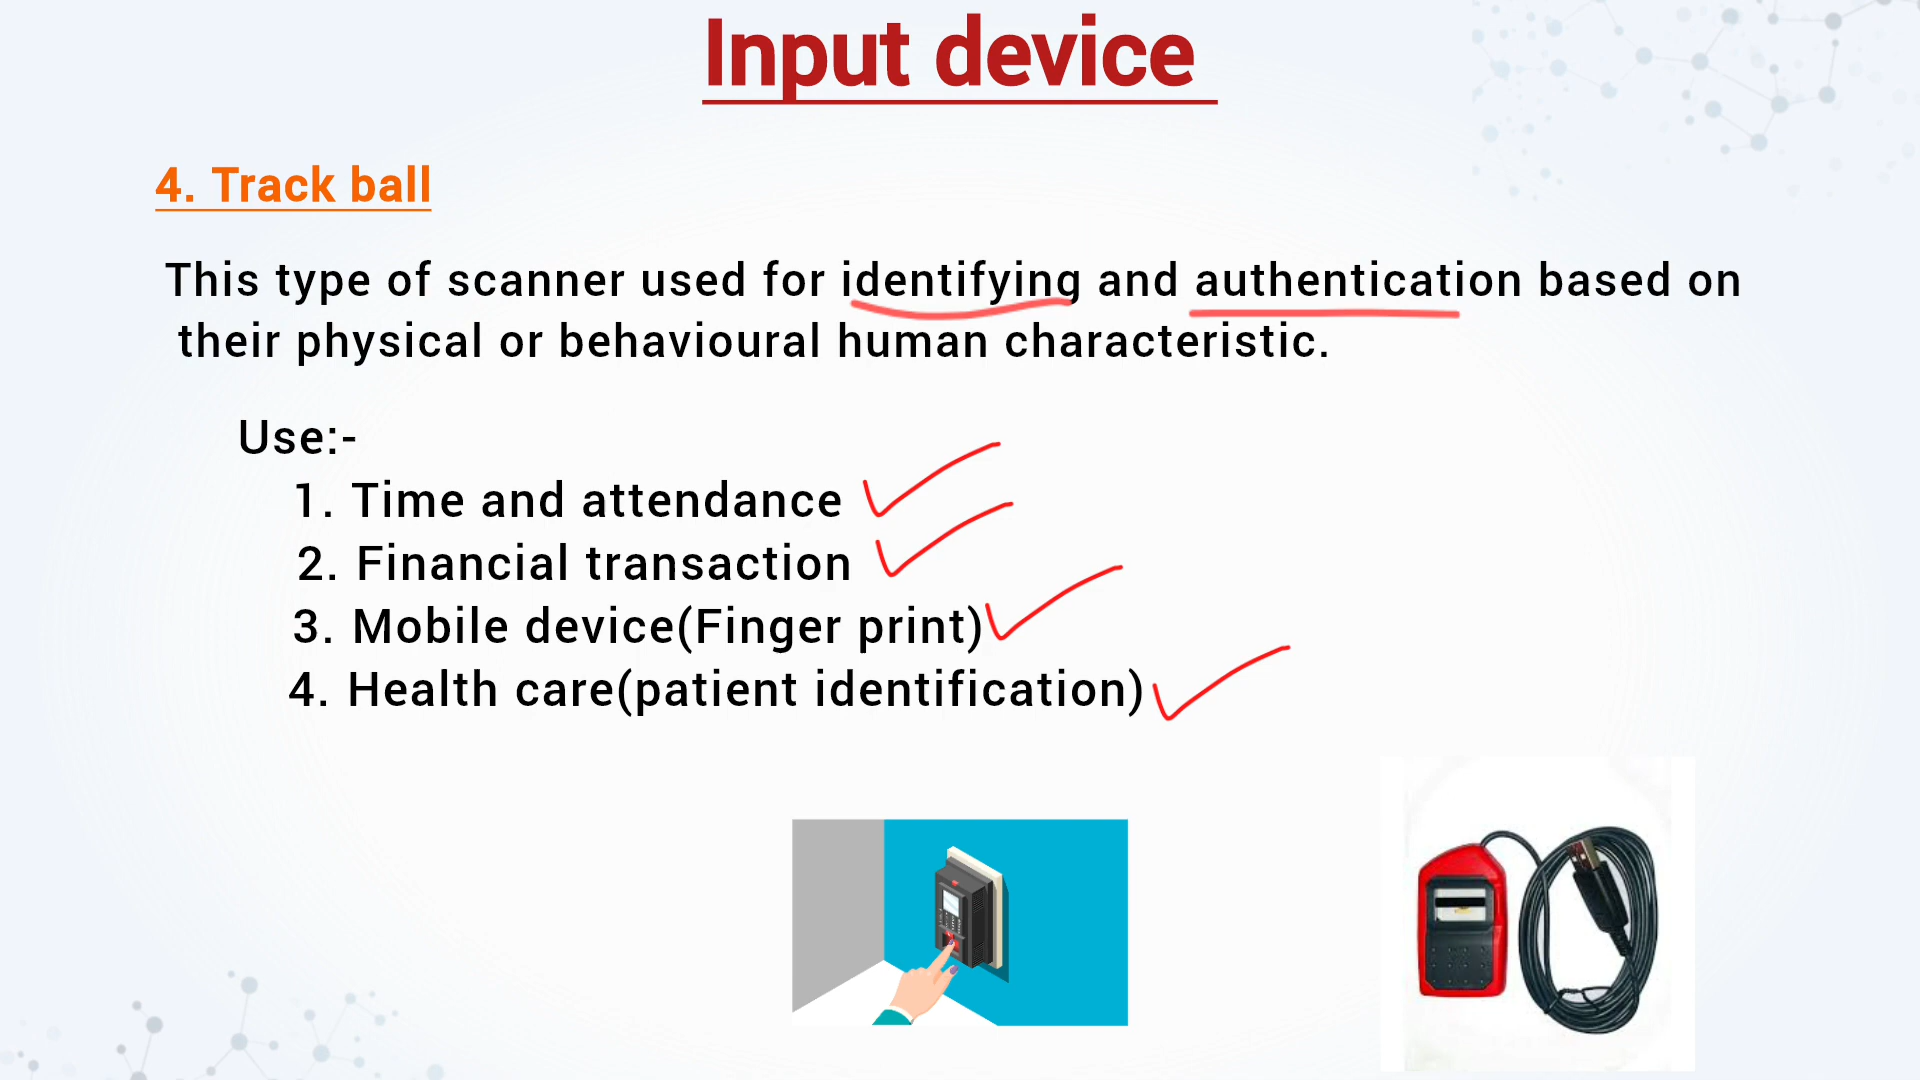 Input device
4. Track ball
This type of scanner used for identifying and authentication based on
their physical or behavioural human characteristic.
Use:-
1. Time and attendance
2. Financial transaction
3. Mobile device(Finger print)
4. Health care(patient identification)